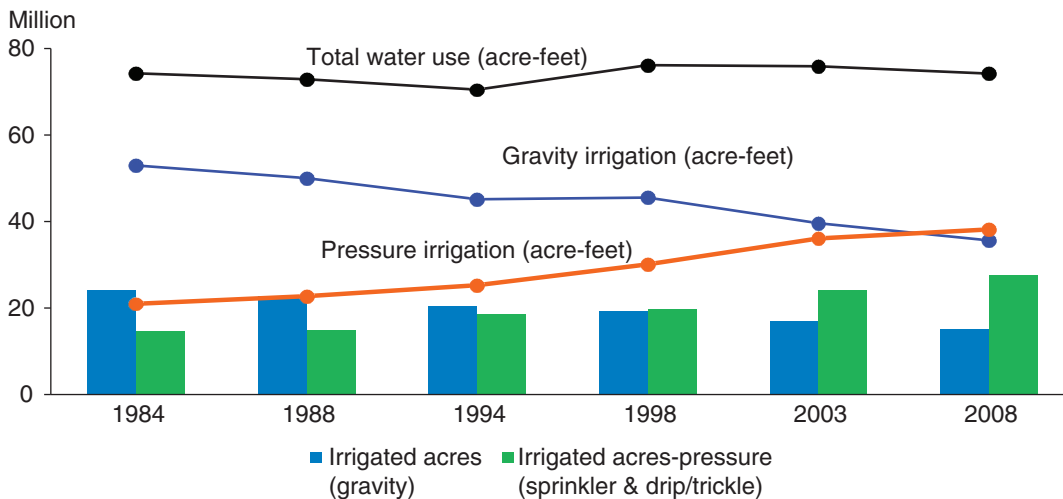 Million
80
Total water use (acre-feet)
60
Gravity irrigation (acre-feet)
40
Pressure irrigation (acre-feet)
20
0
1984 1988 1994 1998 2003 2008
Irrigated acres
(gravity)
Irrigated acres-pressure
(sprinkler & drip/trickle)